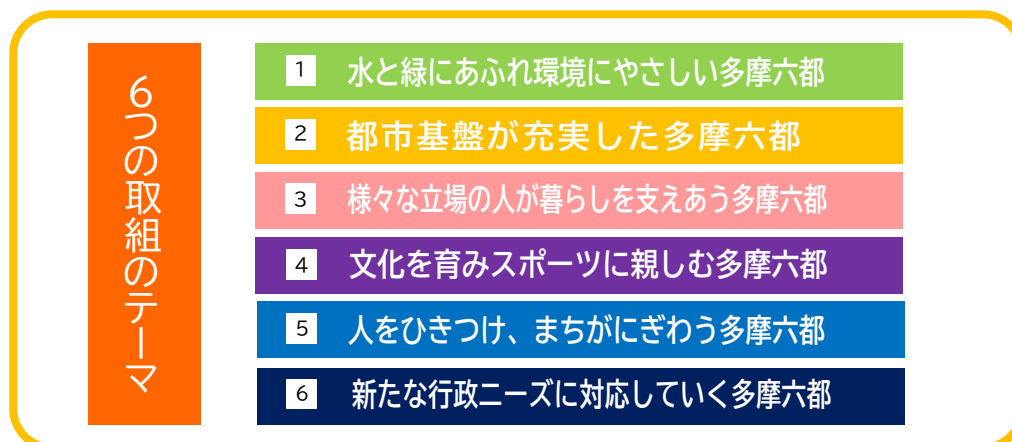 6つの取組のテーマ
1 水と緑にあふれ環境にやさしい多摩六都
2 都市基盤が充実した多摩六都
3 様々な立場の人が暮らしを支えあう多摩六都
4 文化を育みスポーツに親しむ多摩六都
5 人をひきつけ、まちがにぎわう多摩六都
6 新たな行政ニーズに対応していく多摩六都